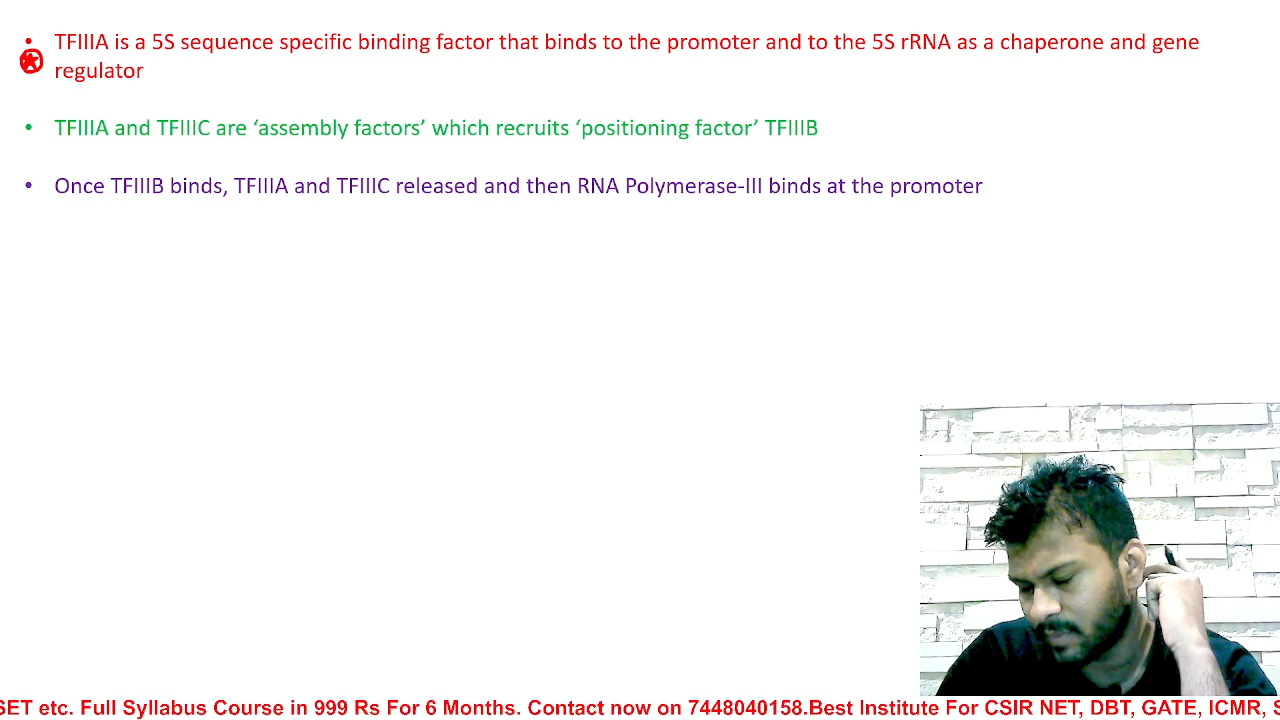 • TFIIIA is a 5S sequence specific binding factor that binds to the promoter and to the 5S rRNA as a chaperone and gene
regulator
• TFIIIA and TFIIIC are ‘assembly factors’ which recruits ‘positioning factor’ TFIIIB
• Once TFIIIB binds, TFIIIA and TFIIIC released and then RNA Polymerase-III binds at the promoter
SET etc. Full Syllabus Course in 999 Rs For 6 Months. Contact now on 7448040158.Best Institute For CSIR NET, DBT, GATE, ICMR, S